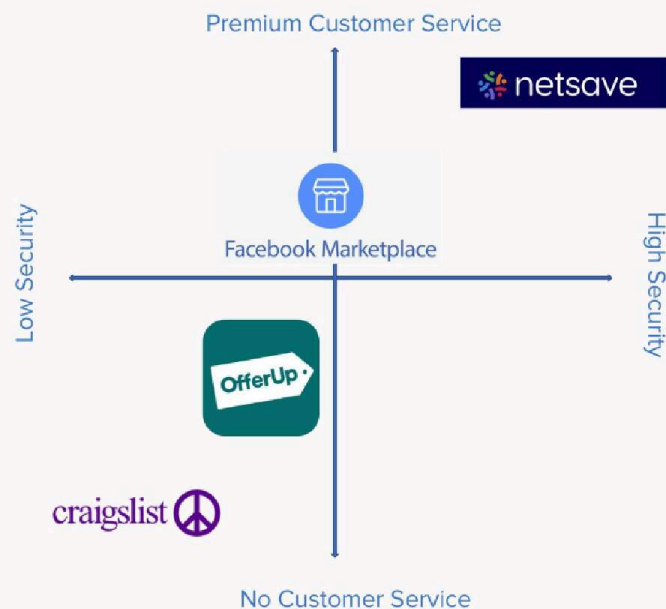 Premium Customer Service
netsave
Low Security
High Security
Facebook Marketplace
OfferUp
craigslist
No Customer Service